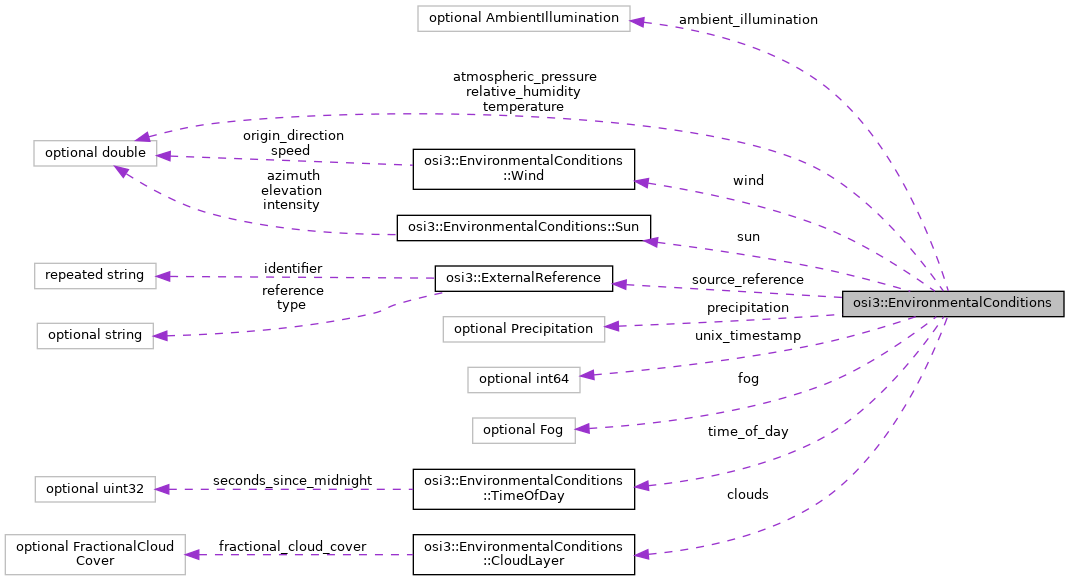 optional AmbientIllumination
ambient_illumination
atmospheric_pressure
relative_humidity
temperature
origin_direction
speed
optional double
osi3::EnvironmentalConditions
::Wind
wind
azimuth
elevation
intensity
osi3::EnvironmentalConditions::Sun
sun
identifier
repeated string
osi3::ExternalReference
source_reference
reference
type
osi3::EnvironmentalConditions
precipitation
optional string
optional Precipitation
unix_timestamp
optional int64
fog
optional Fog
time_of_day
seconds_since_midnight
optional uint32
osi3::EnvironmentalConditions
::TimeOfDay
clouds
optional FractionalCloud
Cover
fractional_cloud_cover
osi3::EnvironmentalConditions
::CloudLayer